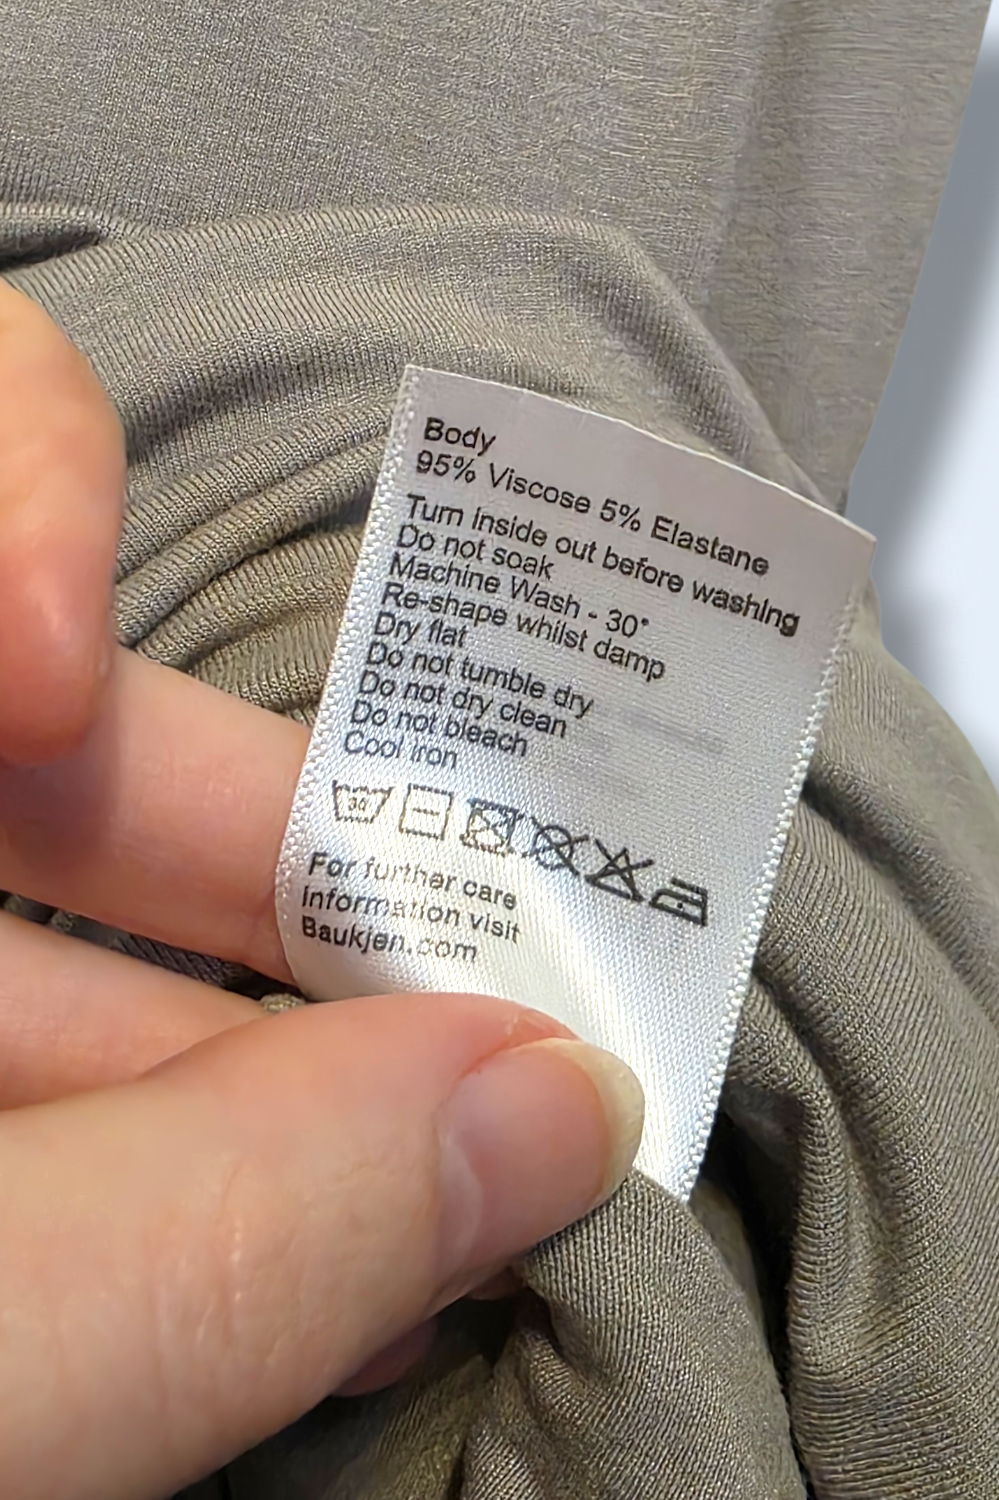 Body
95% Viscose 5% Elastane
Turn inside out before washing
Do not soak
Machine Wash - 30°
Re-shape whilst damp
Dry flat
Do not tumble dry
Do not dry clean
Do not bleach
Cool iron
30
For further care
information visit
Baukjen.com